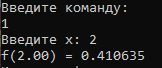 Введите команду:
1
Введите x: 2
f(2.00) = 0.410635